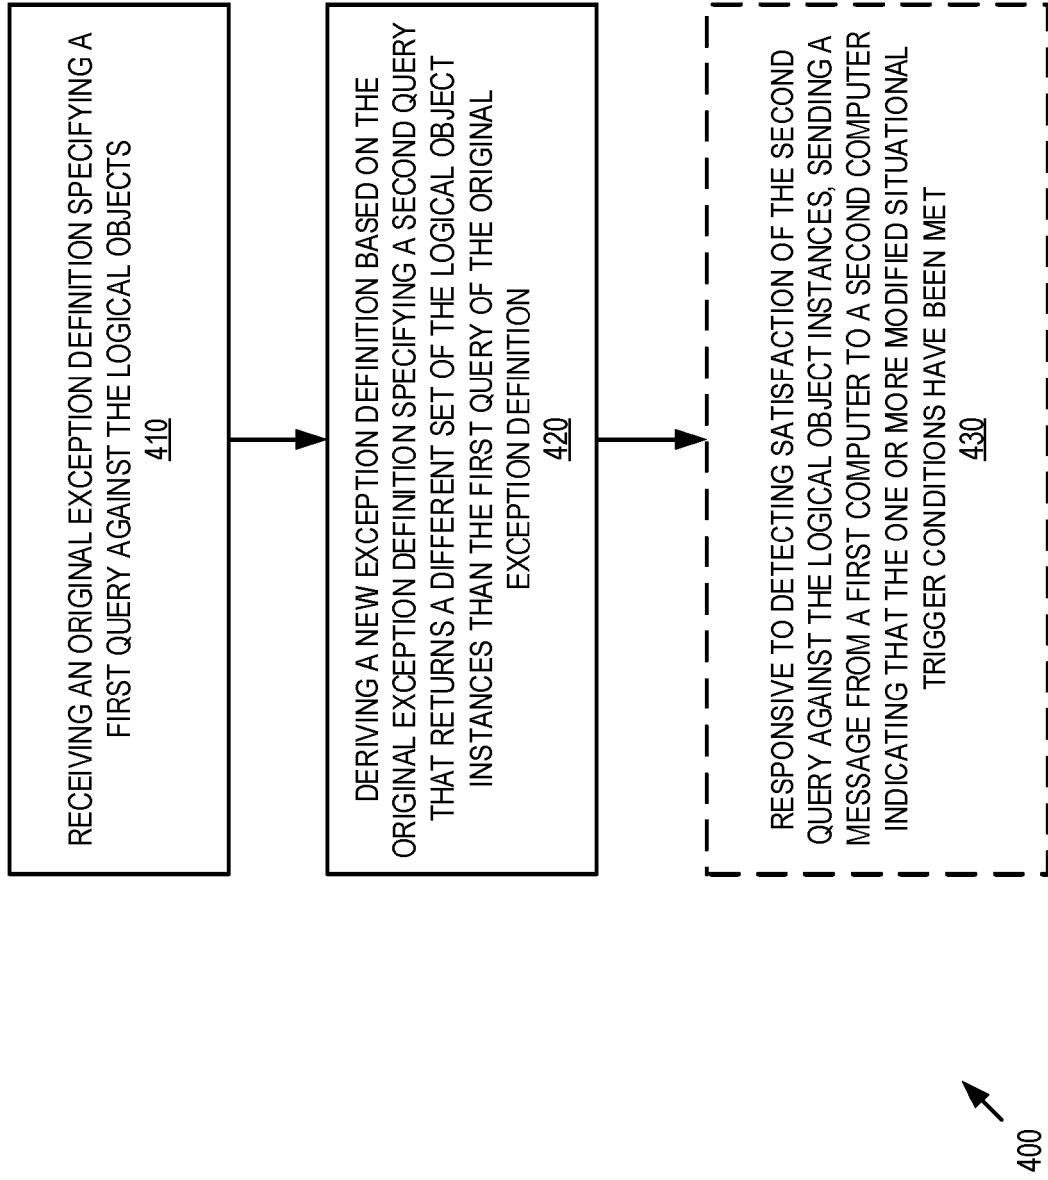 RECEIVING AN ORIGINAL EXCEPTION DEFINITION SPECIFYING A
FIRST QUERY AGAINST THE LOGICAL OBJECTS
410
DERIVING A NEW EXCEPTION DEFINITION BASED ON THE
ORIGINAL EXCEPTION DEFINITION SPECIFYING A SECOND QUERY
THAT RETURNS A DIFFERENT SET OF THE LOGICAL OBJECT
INSTANCES THAN THE FIRST QUERY OF THE ORIGINAL
EXCEPTION DEFINITION
420
RESPONSIVE TO DETECTING SATISFACTION OF THE SECOND
QUERY AGAINST THE LOGICAL OBJECT INSTANCES, SENDING A
MESSAGE FROM A FIRST COMPUTER TO A SECOND COMPUTER
INDICATING THAT THE ONE OR MORE MODIFIED SITUATIONAL
TRIGGER CONDITIONS HAVE BEEN MET
430
400